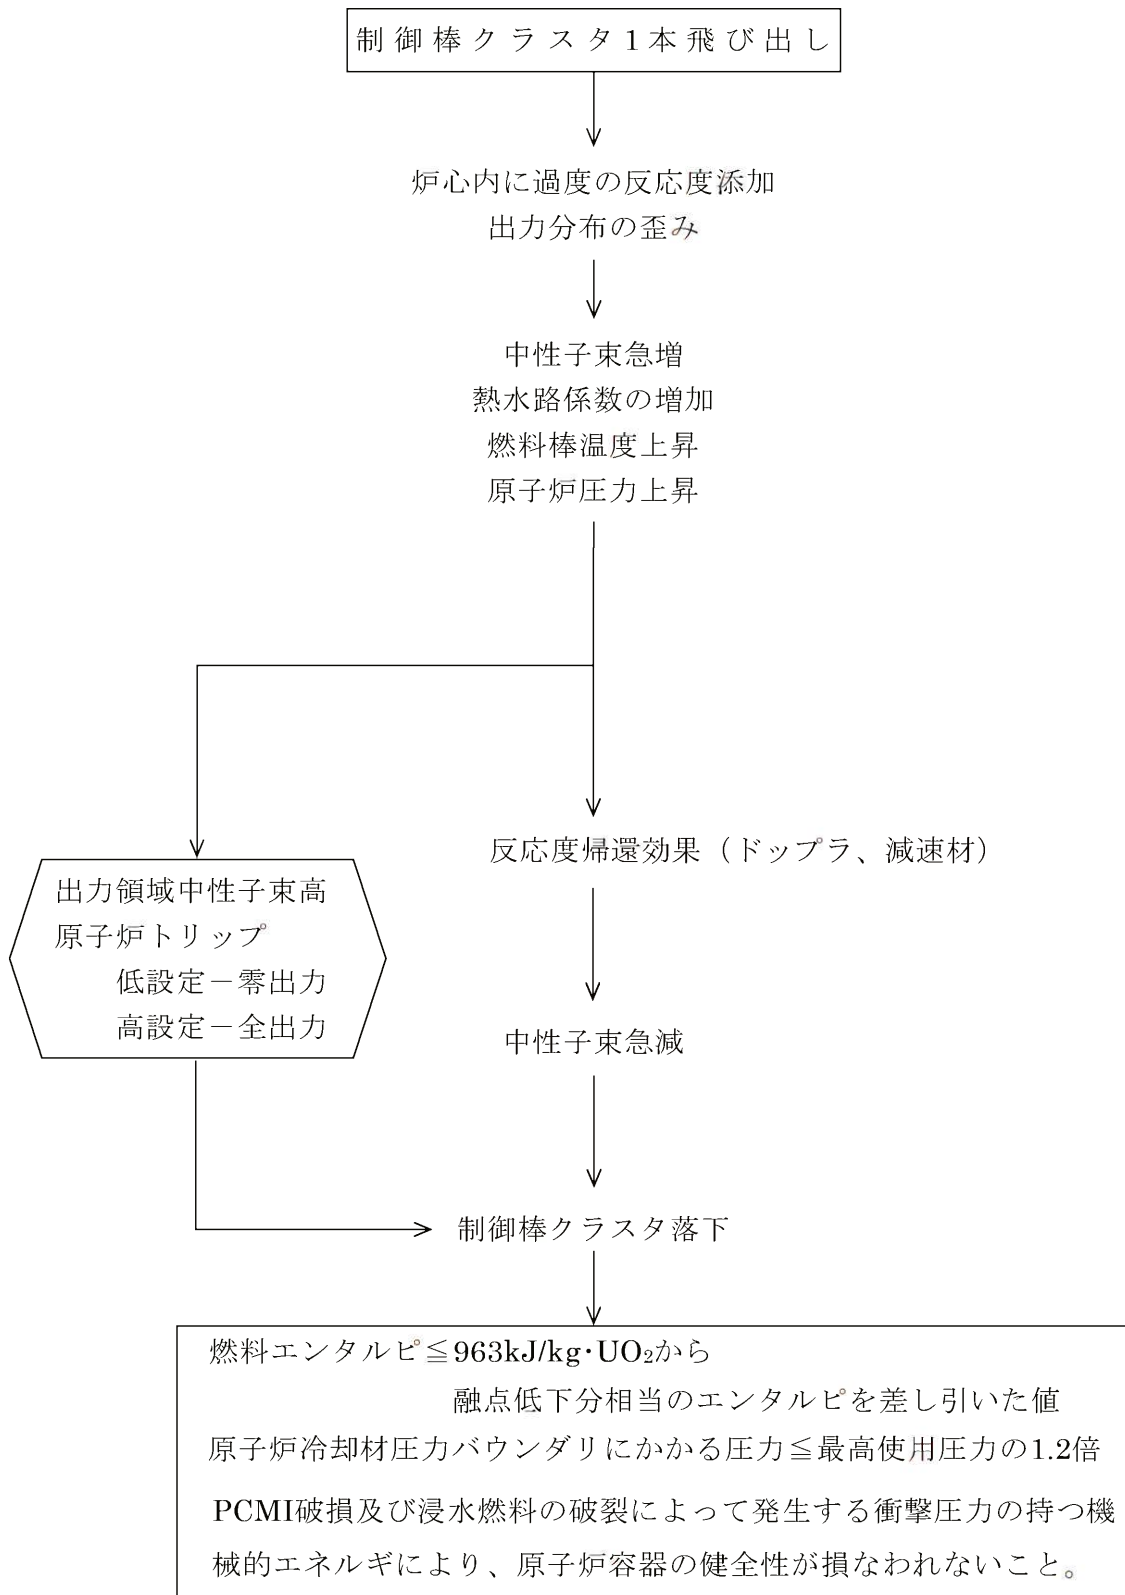 制御棒クラスタ1本飛び出し
炉心内に過度の反応度添加
出力分布の歪み
中性子束急増
熱水路係数の増加
燃料棒温度上昇
原子炉圧力上昇
出力領域中性子束高
原子炉トリップ
低設定－零出力
高設定－全出力
反応度帰還効果（ドップラ、減速材）
中性子束急減
制御棒クラスタ落下
燃料エンタルピ≦963kJ/kg・UO₂から
融点低下分相当のエンタルピを差し引いた値
原子炉冷却材圧力バウンダリにかかる圧力≦最高使用圧力の1.2倍
PCMI破損及び浸水燃料の破裂によって発生する衝撃圧力の持つ機
械的エネルギにより、原子炉容器の健全性が損なわれないこと。